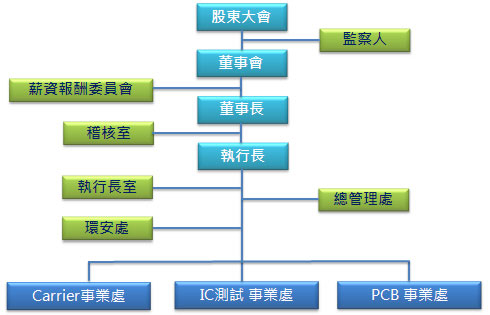 股東大會
監察人
董事會
薪資報酬委員會
董事長
稽核室
執行長
執行長室
總管理處
環安處
Carrier事業處
IC測試 事業處
PCB 事業處